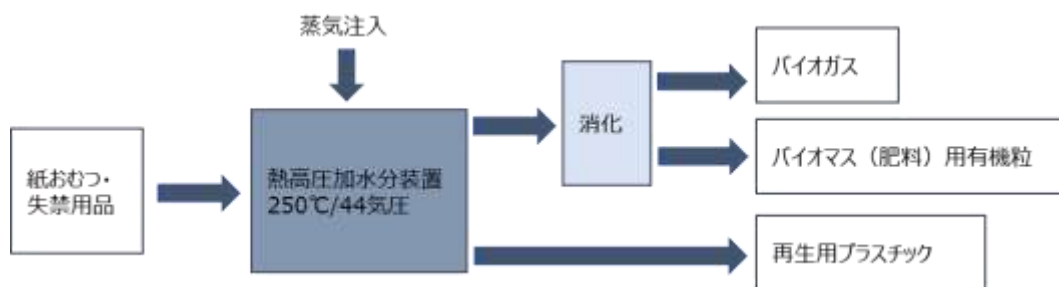 蒸気注入
紙おむつ・
失禁用品
熱高圧加水分装置
250℃/44気圧
消化
バイオガス
バイオマス（肥料）用有機粒
再生用プラスチック